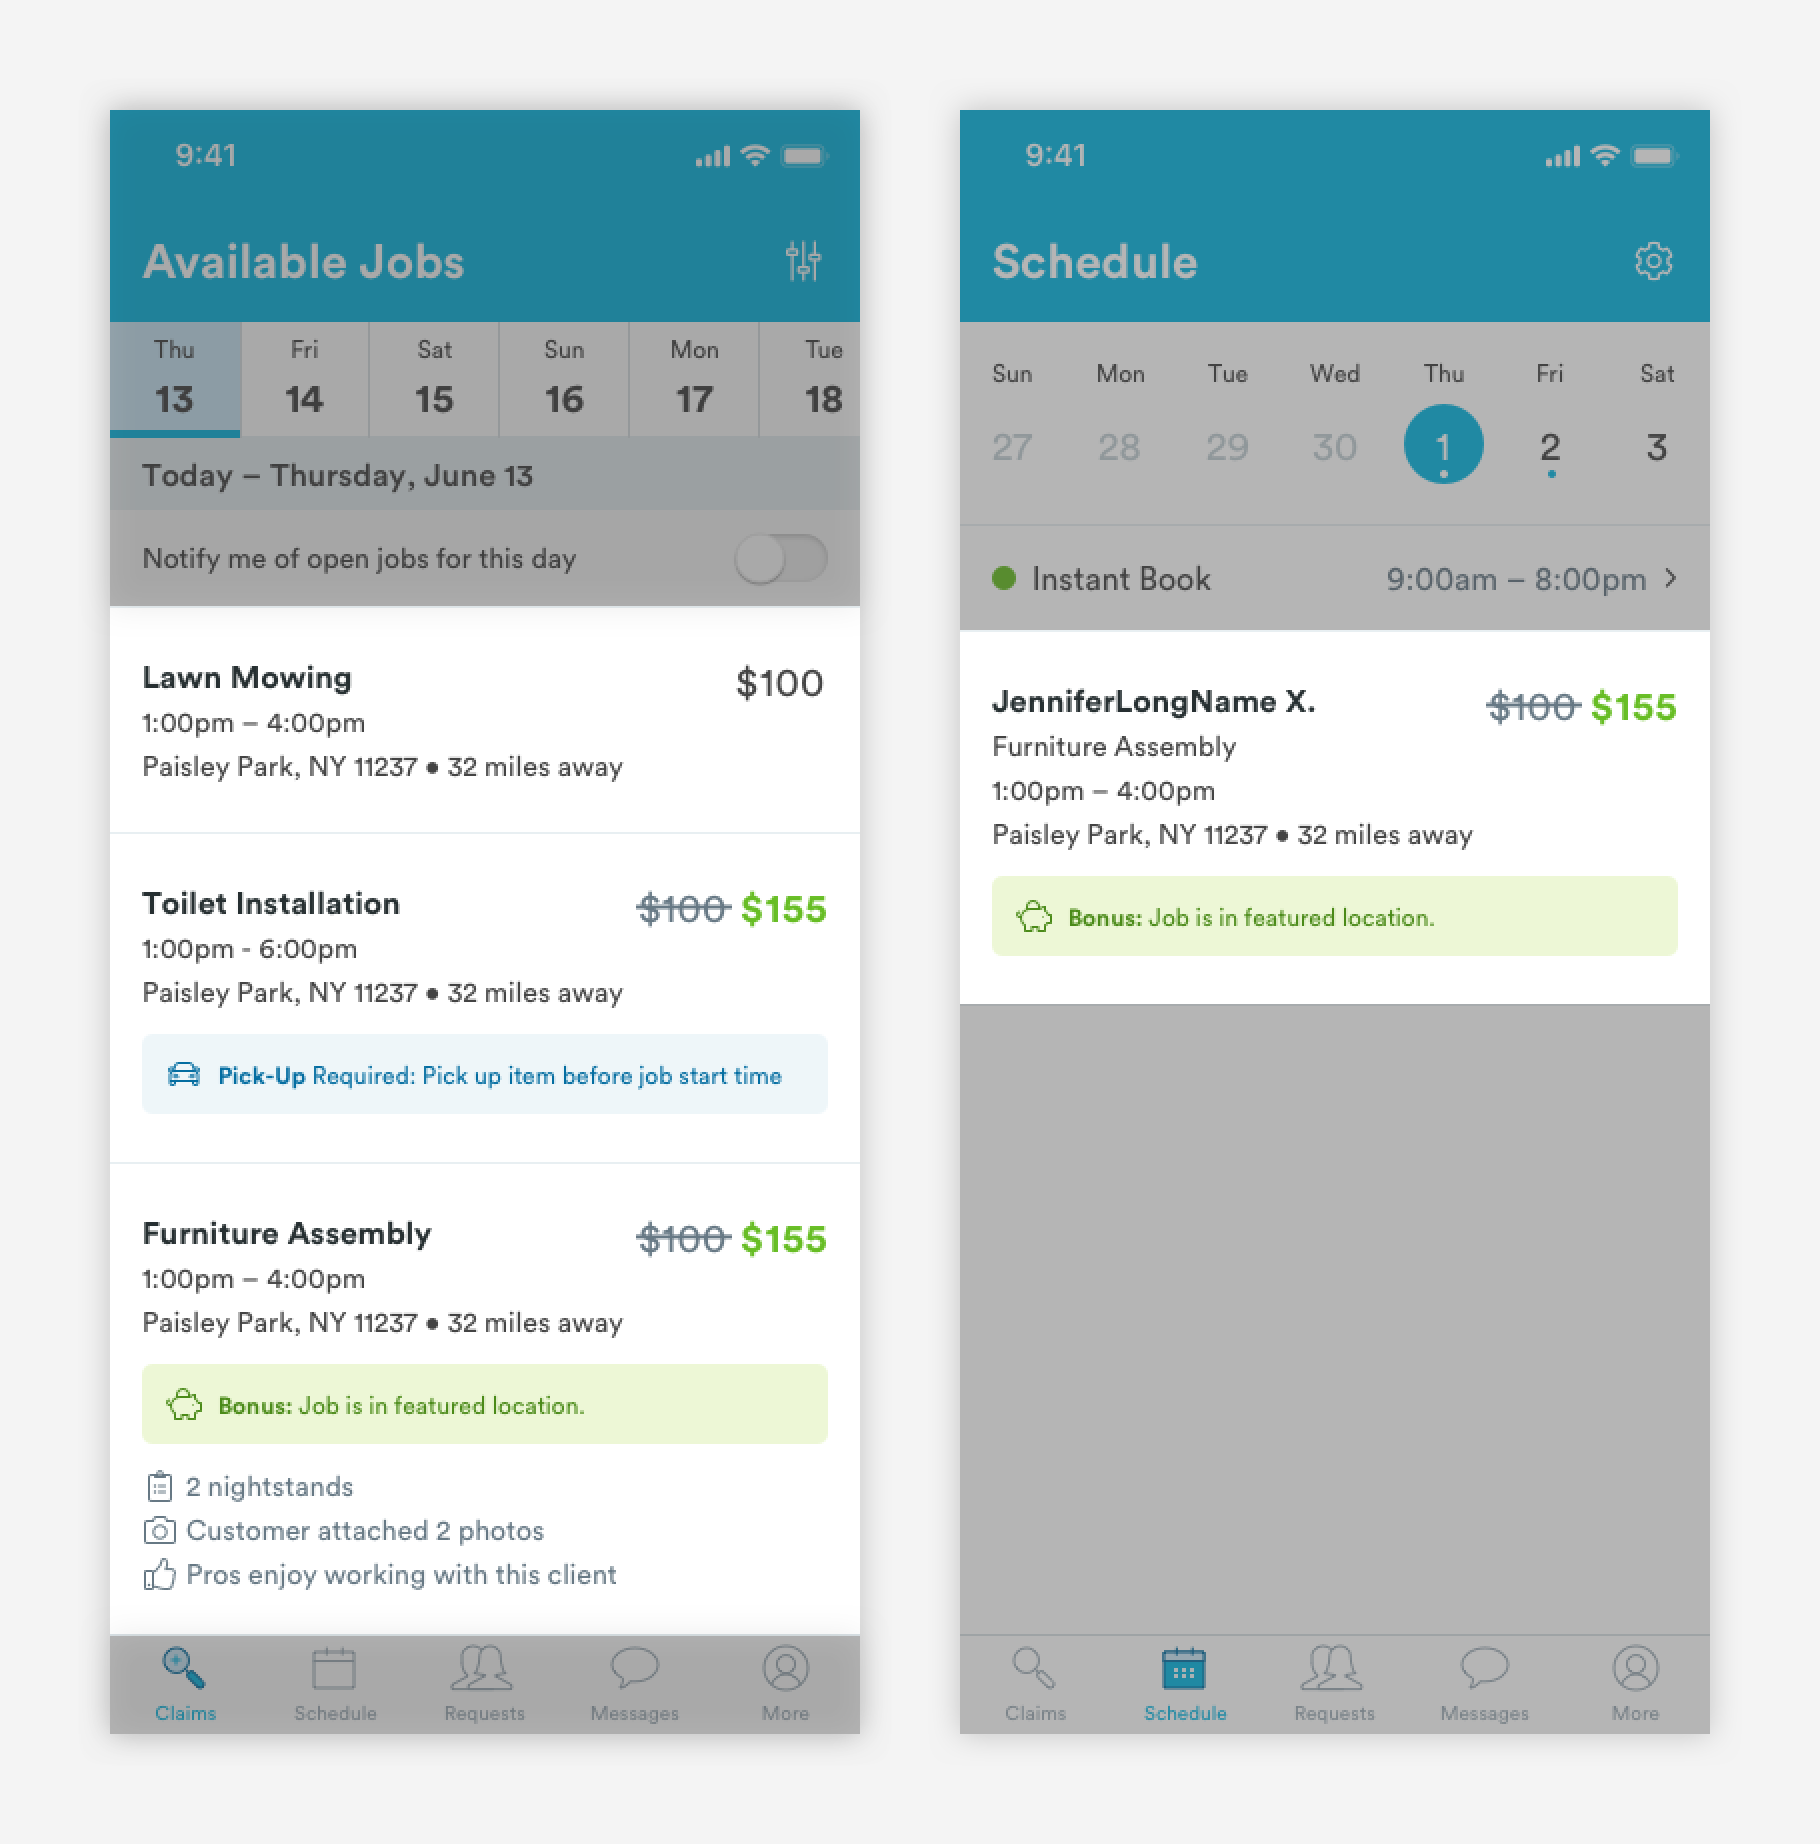 9:41
Available Jobs
Thu Fri Sat Sun Mon Tue
13 14 15 16 17 18
Today – Thursday, June 13
Notify me of open jobs for this day
Lawn Mowing $100
1:00pm – 4:00pm
Paisley Park, NY 11237 • 32 miles away
Toilet Installation $100 $155
1:00pm - 6:00pm
Paisley Park, NY 11237 • 32 miles away
Pick-Up Required: Pick up item before job start time
Furniture Assembly $100 $155
1:00pm – 4:00pm
Paisley Park, NY 11237 • 32 miles away
Bonus: Job is in featured location.
2 nightstands
Customer attached 2 photos
Pros enjoy working with this client
Claims Schedule Requests Messages More
9:41
Schedule
Sun Mon Tue Wed Thu Fri Sat
27 28 29 30 1 2 3
Instant Book 9:00am – 8:00pm
JenniferLongName X. $100 $155
Furniture Assembly
1:00pm – 4:00pm
Paisley Park, NY 11237 • 32 miles away
Bonus: Job is in featured location.
Claims Schedule Requests Messages More